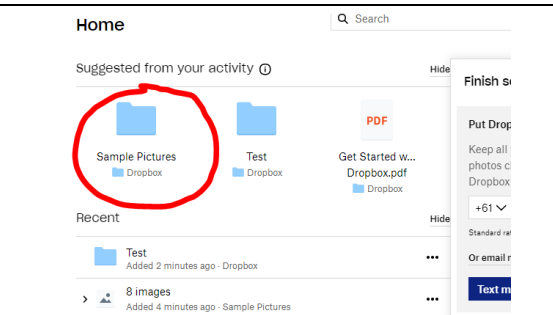 Home
Search
Suggested from your activity
Hide
Sample Pictures
Dropbox
Test
Dropbox
PDF
Get Started w...
Dropbox.pdf
Dropbox
Recent
Hide
Test
Added 2 minutes ago · Dropbox
8 images
Added 4 minutes ago · Sample Pictures
Finish
Put Drop
Keep all
photos c
Dropbox
+61
Standard
Or email
Text m